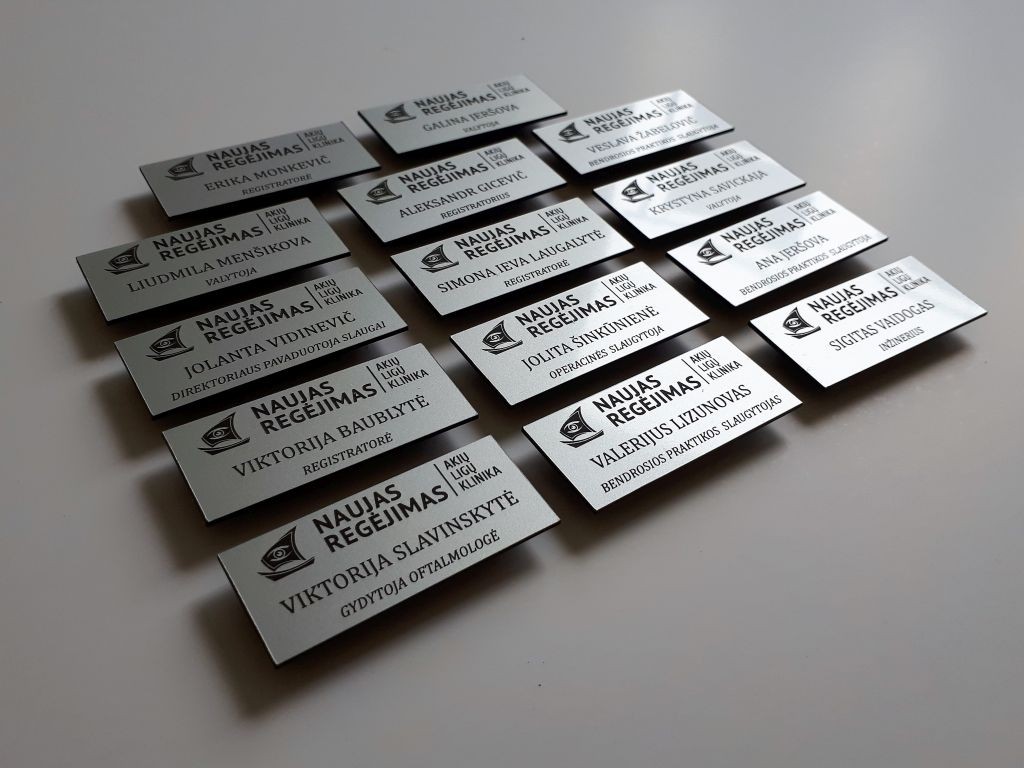 NAUJAS
REGĖJIMAS
AKIŲ
LIGŲ
KLINIKA
GALINA JERŠOVA
VALYTOJA
NAUJAS
REGĖJIMAS
AKIŲ
LIGŲ
KLINIKA
VESLAVA ŽABELOVIČ
BENDROSIOS PRAKTIKOS SLAUGYTOJA
NAUJAS
REGĖJIMAS
AKIŲ
LIGŲ
KLINIKA
ERIKA MONKEVIČ
REGISTRATORĖ
NAUJAS
REGĖJIMAS
AKIŲ
LIGŲ
KLINIKA
ALEKSANDR GICEVIČ
REGISTRATORIUS
NAUJAS
REGĖJIMAS
AKIŲ
LIGŲ
KLINIKA
KRYSTYNA SAVICKAJA
VALYTOJA
NAUJAS
REGĖJIMAS
AKIŲ
LIGŲ
KLINIKA
LIUDMILA MENŠIKOVA
VALYTOJA
NAUJAS
REGĖJIMAS
AKIŲ
LIGŲ
KLINIKA
SIMONA IEVA LAUGALYTĖ
REGISTRATORĖ
NAUJAS
REGĖJIMAS
AKIŲ
LIGŲ
KLINIKA
ANA JERŠOVA
BENDROSIOS PRAKTIKOS SLAUGYTOJA
NAUJAS
REGĖJIMAS
AKIŲ
LIGŲ
KLINIKA
JOLANTA VIDINEVIČ
DIREKTORIAUS PAVADUOTOJA SLAUGAI
NAUJAS
REGĖJIMAS
AKIŲ
LIGŲ
KLINIKA
JOLITA ŠINKŪNIENĖ
OPERACINĖS SLAUGYTOJA
NAUJAS
REGĖJIMAS
AKIŲ
LIGŲ
KLINIKA
SIGITAS VAIDOGAS
INŽINERIUS
NAUJAS
REGĖJIMAS
AKIŲ
LIGŲ
KLINIKA
VIKTORIJA BAUBLYTĖ
REGISTRATORĖ
NAUJAS
REGĖJIMAS
AKIŲ
LIGŲ
KLINIKA
VALERIJUS LIZUNOVAS
BENDROSIOS PRAKTIKOS SLAUGYTOJAS
NAUJAS
REGĖJIMAS
AKIŲ
LIGŲ
KLINIKA
VIKTORIJA SLAVINSKYTĖ
GYDYTOJA OFTALMOLOGĖ